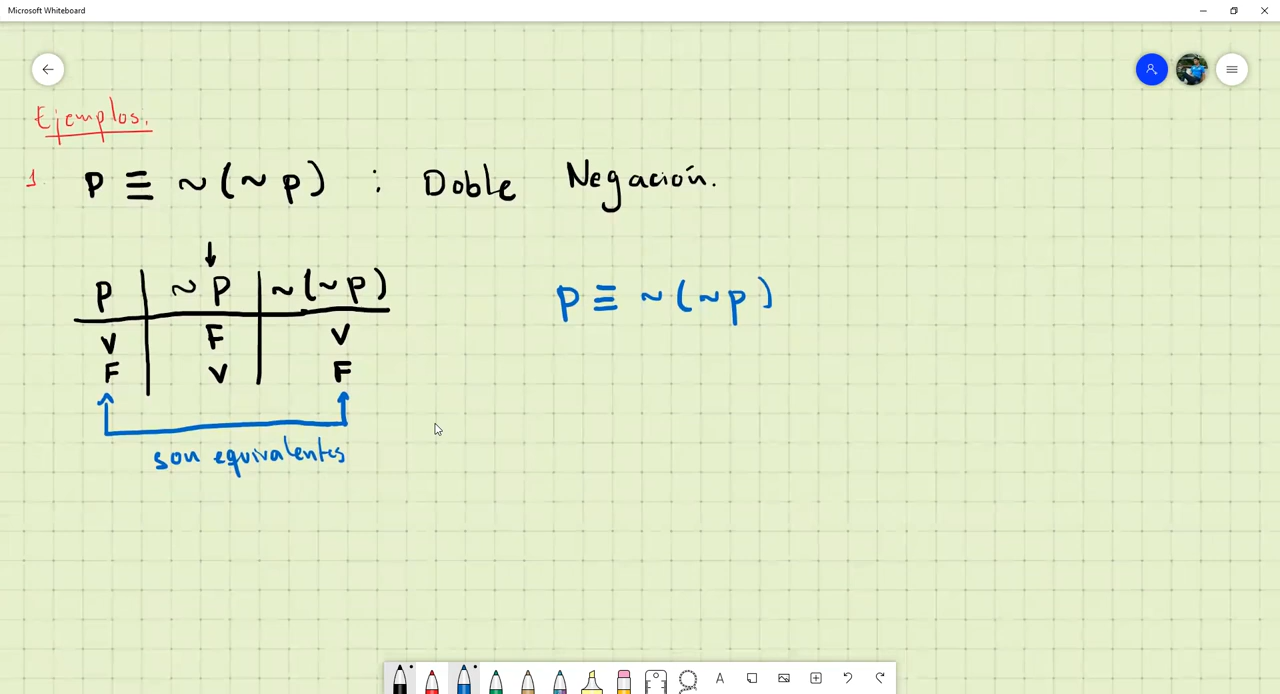 Microsoft Whiteboard
Ejemplos.
1. p ≡ ~(~p) : Doble Negación.
p | ~p | ~(~p)
V | F | V
F | V | F
son equivalentes
p ≡ ~(~p)
A